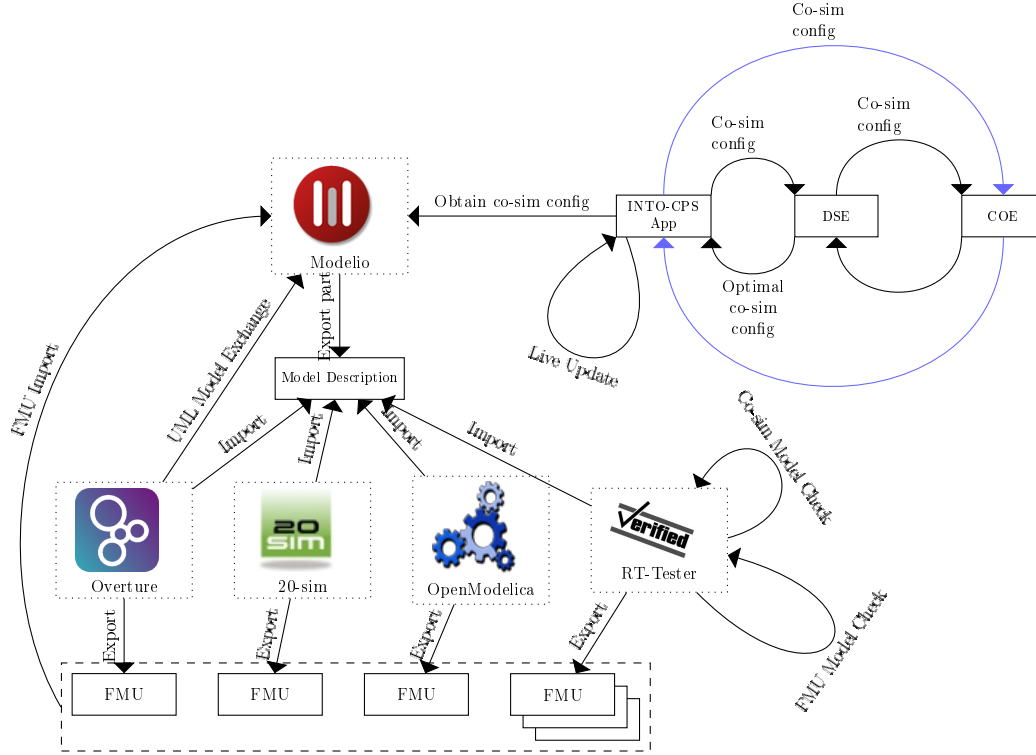 Co-sim
config
Co-sim
config
Co-sim
config
Obtain co-sim config
INTO-CPS
App
DSE
COE
Modelio
Optimal
co-sim
config
Live Update
Export part
UML Model Exchange
FMU Import
Model Description
Import
Import
Import
Import
Co-sim Model Check
20
sim
Verified
Overture
20-sim
OpenModelica
RT-Tester
Export
Export
Export
Export
FMU Model Check
FMU
FMU
FMU
FMU